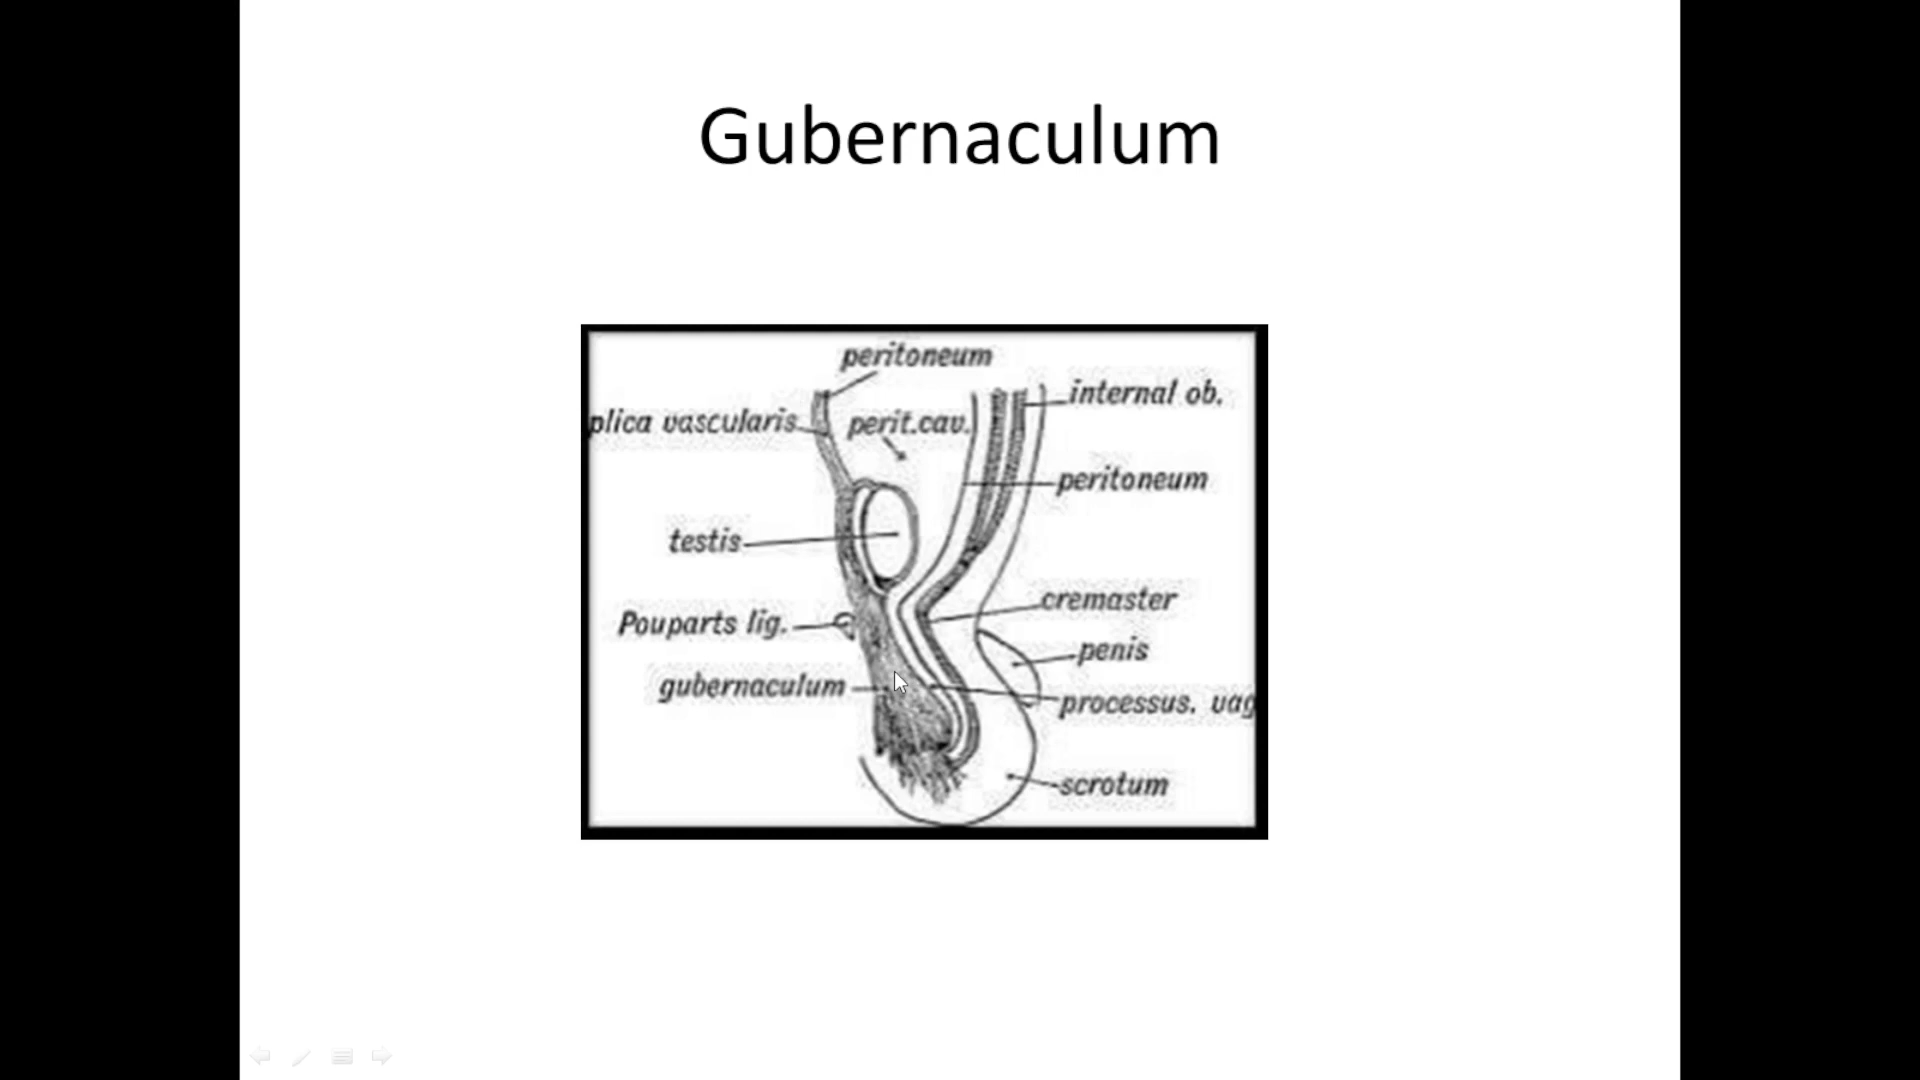 Gubernaculum
peritoneum
internal ob.
plica vascularis
perit.cav.
peritoneum
testis
cremaster
Pouparts lig.
penis
gubernaculum
processus. vag
scrotum